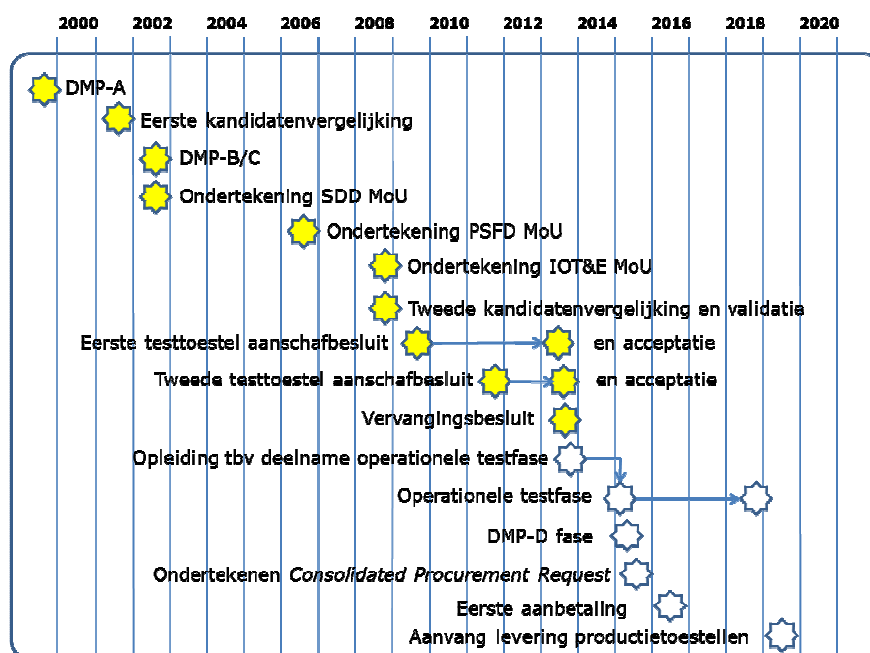 2000 2002 2004 2006 2008 2010 2012 2014 2016 2018 2020
DMP-A
Eerste kandidatenvergelijking
DMP-B/C
Ondertekening SDD MoU
Ondertekening PSFD MoU
Ondertekening IOT&E MoU
Tweede kandidatenvergelijking en validatie
Eerste testtoestel aanschafbesluit en acceptatie
Tweede testtoestel aanschafbesluit en acceptatie
Vervangingsbesluit
Opleiding tbv deelname operationele testfase
Operationele testfase
DMP-D fase
Ondertekenen Consolidated Procurement Request
Eerste aanbetaling
Aanvang levering productietoestellen